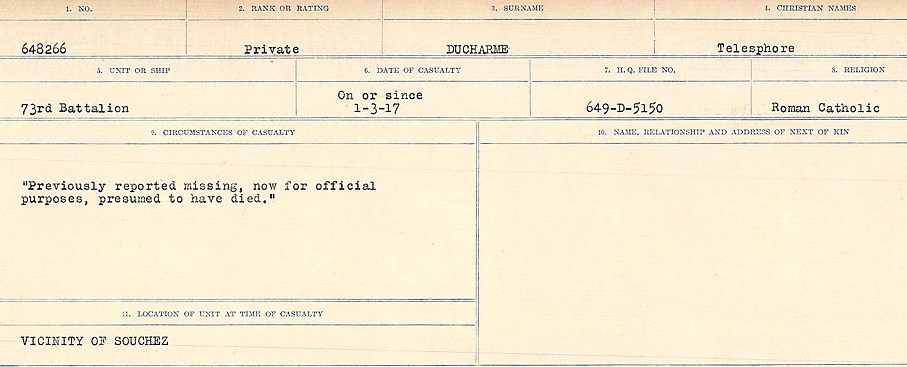 1. NO. 2. RANK OR RATING 3. SURNAME 4. CHRISTIAN NAMES
648266 Private DUCHARME Telesphore
5. UNIT OR SHIP 6. DATE OF CASUALTY 7. H.Q. FILE NO. 8. RELIGION
73rd Battalion On or since 1-3-17 649-D-5150 Roman Catholic
9. CIRCUMSTANCES OF CASUALTY 10. NAME, RELATIONSHIP AND ADDRESS OF NEXT OF KIN
"Previously reported missing, now for official
purposes, presumed to have died."
11. LOCATION OF UNIT AT TIME OF CASUALTY
VICINITY OF SOUCHEZ